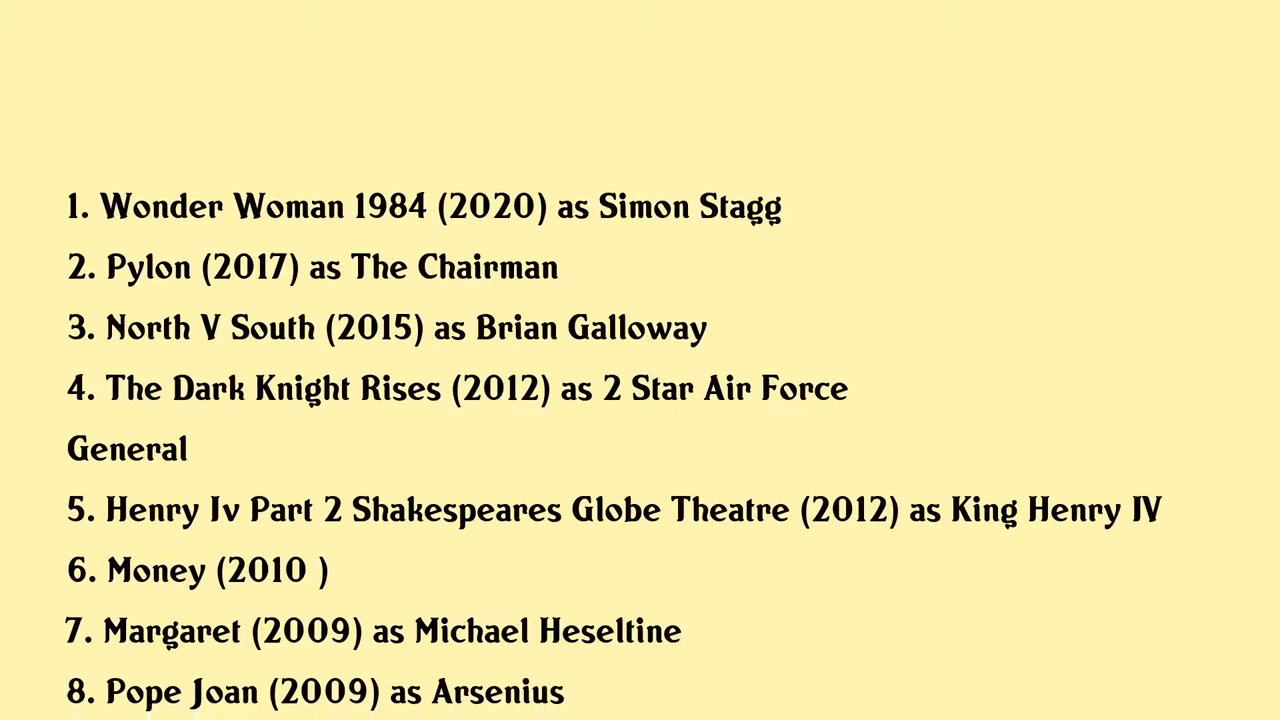 1. Wonder Woman 1984 (2020) as Simon Stagg
2. Pylon (2017) as The Chairman
3. North V South (2015) as Brian Galloway
4. The Dark Knight Rises (2012) as 2 Star Air Force
General
5. Henry Iv Part 2 Shakespeares Globe Theatre (2012) as King Henry IV
6. Money (2010 )
7. Margaret (2009) as Michael Heseltine
8. Pope Joan (2009) as Arsenius